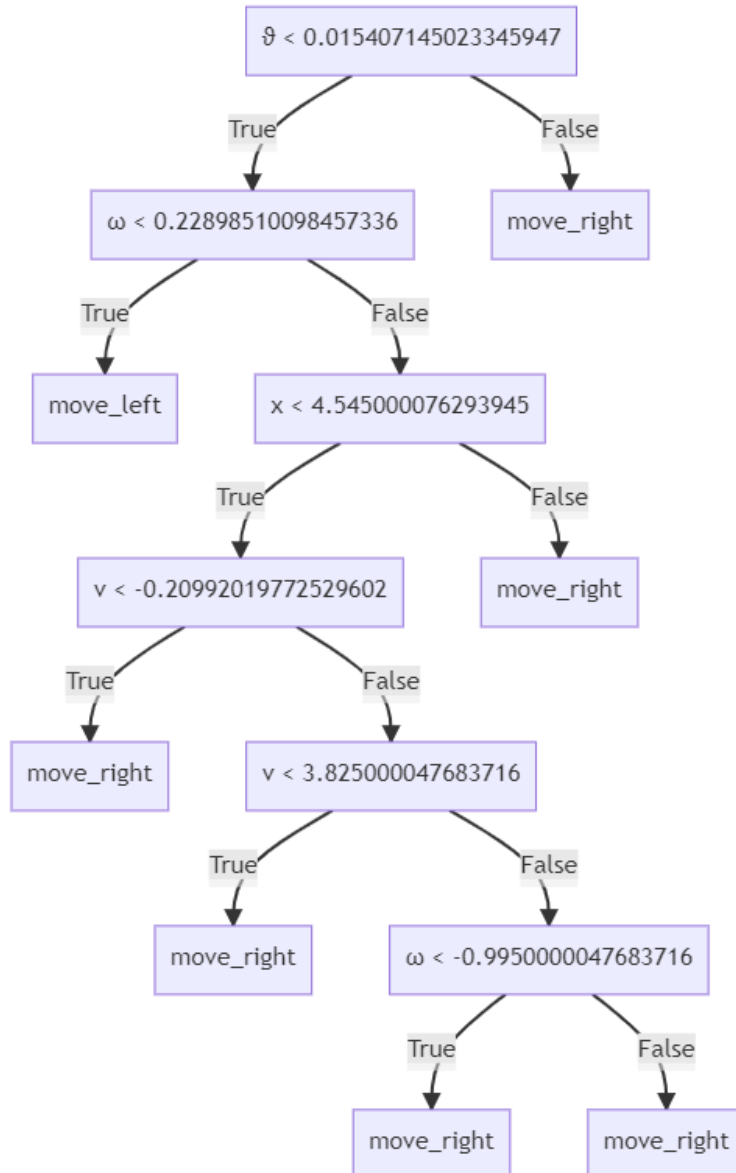 ϑ < 0.015407145023345947
True
False
ω < 0.22898510098457336
move_right
True
False
move_left
x < 4.545000076293945
True
False
v < -0.20992019772529602
move_right
True
False
move_right
v < 3.825000047683716
True
False
move_right
ω < -0.9950000047683716
True
False
move_right
move_right